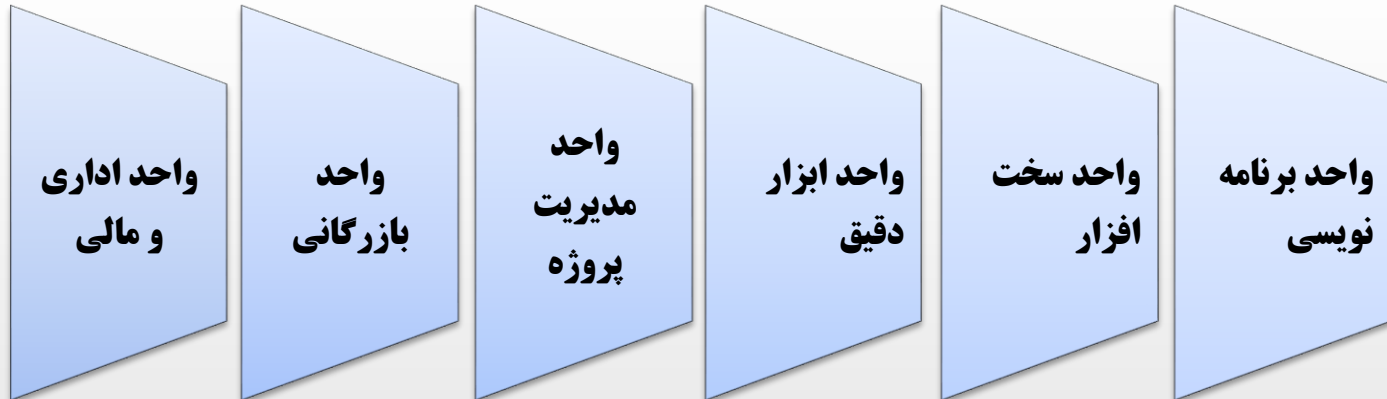 واحد برنامه
نویسی
واحد سخت
افزار
واحد ابزار
دقیق
واحد
مدیریت
پروژه
واحد
بازرگانی
واحد اداری
و مالی